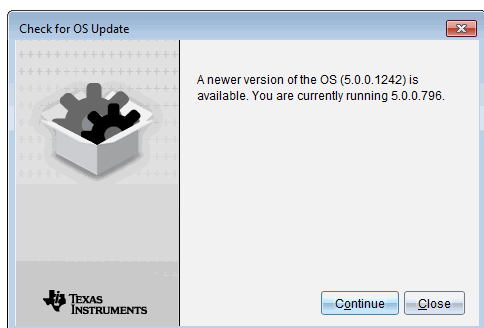 Check for OS Update
A newer version of the OS (5.0.0.1242) is
available. You are currently running 5.0.0.796.
TEXAS
INSTRUMENTS
Continue
Close